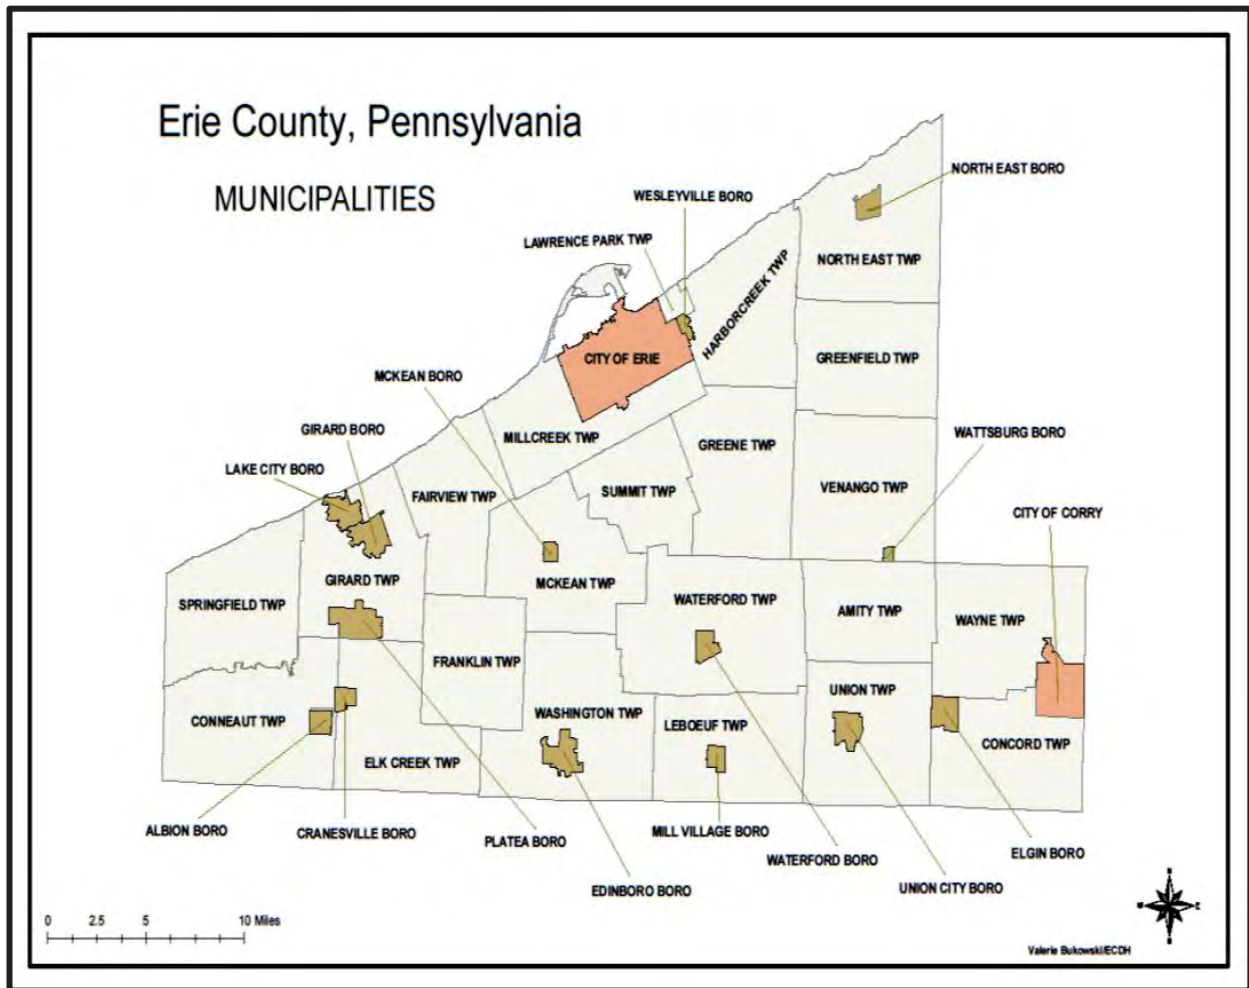 Erie County, Pennsylvania
MUNICIPALITIES
NORTH EAST BORO
WESLEYVILLE BORO
LAWRENCE PARK TWP
NORTH EAST TWP
HARBORCREEK TWP
CITY OF ERIE
GREENFIELD TWP
MCKEAN BORO
GIRARD BORO
MILLCREEK TWP
GREENE TWP
WATTSBURG BORO
LAKE CITY BORO
FAIRVIEW TWP
SUMMIT TWP
VENANGO TWP
CITY OF CORRY
GIRARD TWP
MCKEAN TWP
SPRINGFIELD TWP
WATERFORD TWP
AMITY TWP
WAYNE TWP
FRANKLIN TWP
UNION TWP
CONNEAUT TWP
WASHINGTON TWP
LEBOEUF TWP
CONCORD TWP
ELK CREEK TWP
ALBION BORO
CRANESVILLE BORO
PLATEA BORO
MILL VILLAGE BORO
WATERFORD BORO
ELGIN BORO
EDINBORO BORO
UNION CITY BORO
0 2.5 5 10 Miles
N
W E
S
Valerie Bukowski/ECDH